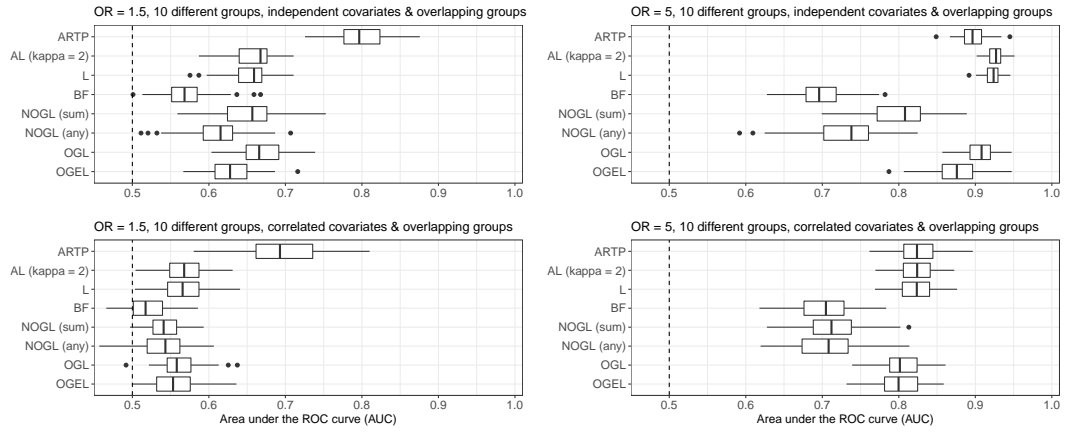 OR = 1.5, 10 different groups, independent covariates & overlapping groups
ARTP
AL (kappa = 2)
L
BF
NOGL (sum)
NOGL (any)
OGL
OGEL
0.5 0.6 0.7 0.8 0.9 1.0
OR = 5, 10 different groups, independent covariates & overlapping groups
ARTP
AL (kappa = 2)
L
BF
NOGL (sum)
NOGL (any)
OGL
OGEL
0.5 0.6 0.7 0.8 0.9 1.0
OR = 1.5, 10 different groups, correlated covariates & overlapping groups
ARTP
AL (kappa = 2)
L
BF
NOGL (sum)
NOGL (any)
OGL
OGEL
0.5 0.6 0.7 0.8 0.9 1.0
Area under the ROC curve (AUC)
OR = 5, 10 different groups, correlated covariates & overlapping groups
ARTP
AL (kappa = 2)
L
BF
NOGL (sum)
NOGL (any)
OGL
OGEL
0.5 0.6 0.7 0.8 0.9 1.0
Area under the ROC curve (AUC)